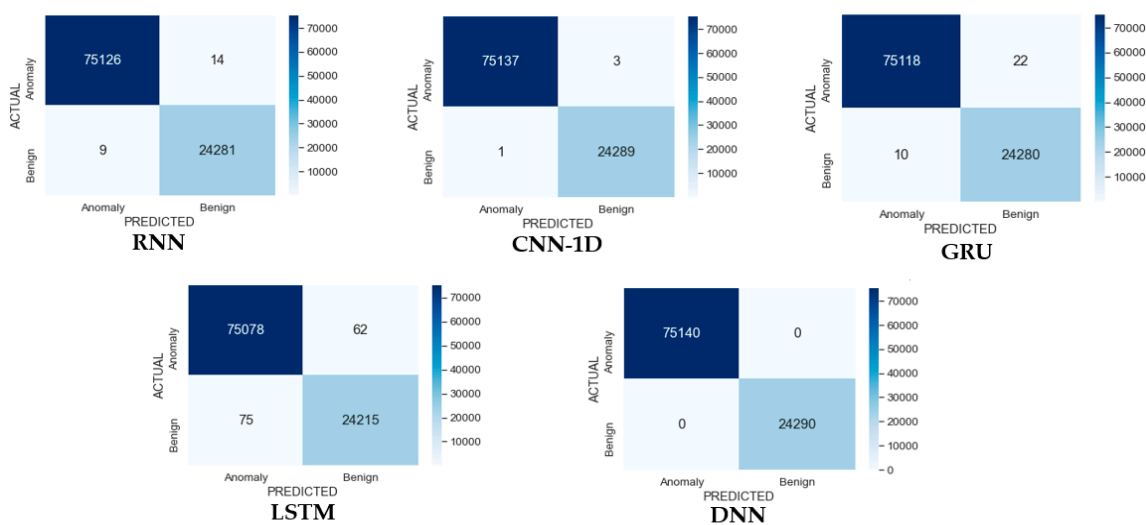 70000
60000
50000
40000
30000
20000
10000
75126 14
9 24281
ACTUAL
Anomaly
Benign
Anomaly Benign
PREDICTED
RNN
70000
60000
50000
40000
30000
20000
10000
75137 3
1 24289
ACTUAL
Anomaly
Benign
Anomaly Benign
PREDICTED
CNN-1D
70000
60000
50000
40000
30000
20000
10000
75118 22
10 24280
ACTUAL
Anomaly
Benign
Anomaly Benign
PREDICTED
GRU
70000
60000
50000
40000
30000
20000
10000
75078 62
75 24215
ACTUAL
Anomaly
Benign
Anomaly Benign
PREDICTED
LSTM
70000
60000
50000
40000
30000
20000
10000
0
75140 0
0 24290
ACTUAL
Anomaly
Benign
Anomaly Benign
PREDICTED
DNN